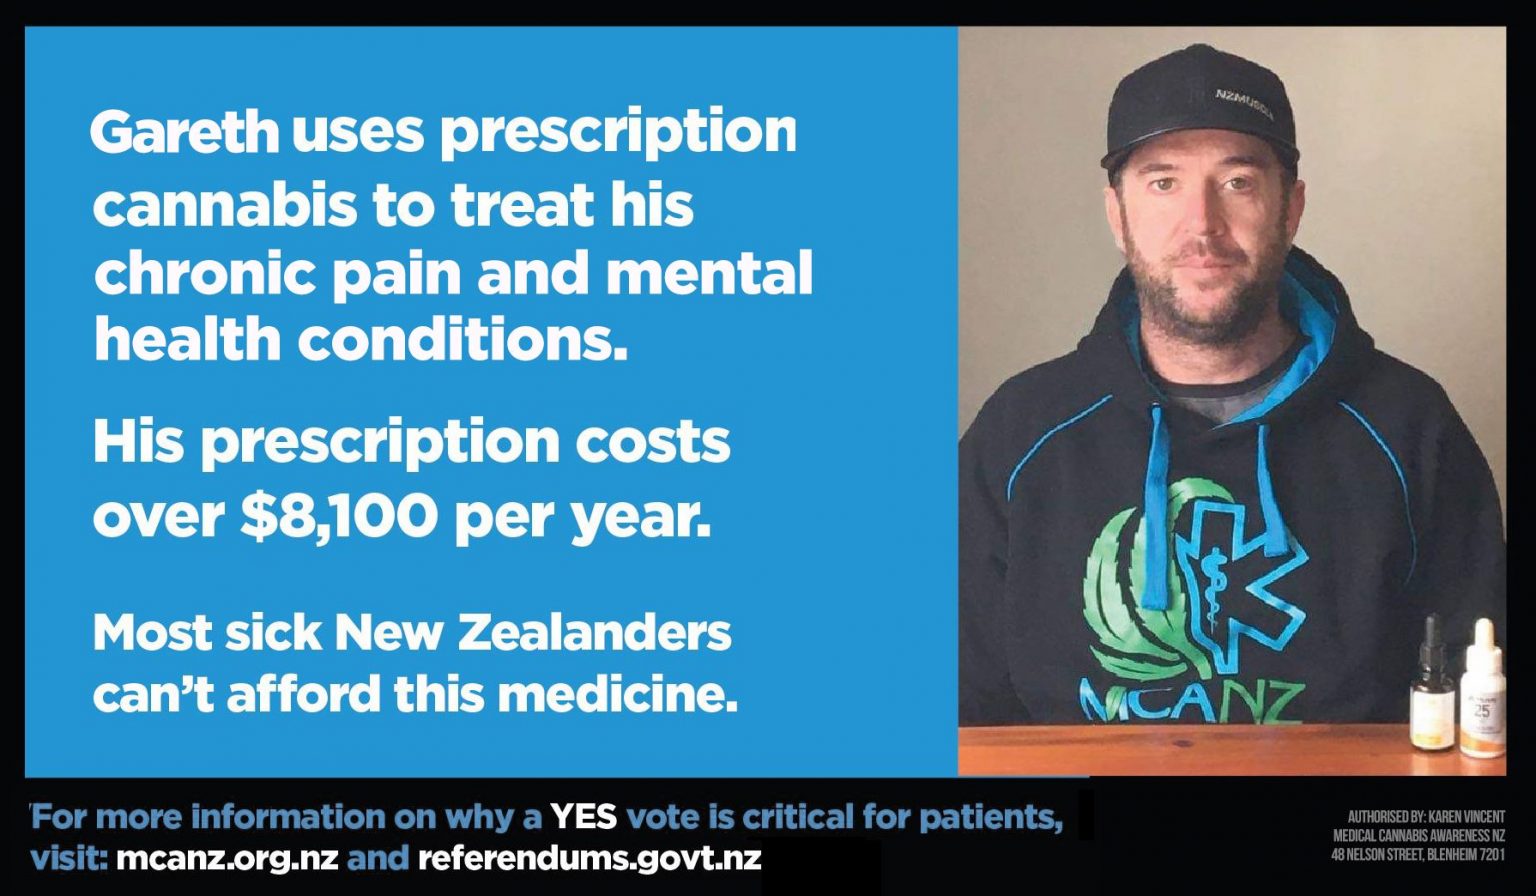 Gareth uses prescription
cannabis to treat his
chronic pain and mental
health conditions.
His prescription costs
over $8,100 per year.
Most sick New Zealanders
can't afford this medicine.
MCANZ
25
'For more information on why a YES vote is critical for patients,
visit: mcanz.org.nz and referendums.govt.nz
AUTHORISED BY: KAREN VINCENT
MEDICAL CANNABIS AWARENESS NZ
48 NELSON STREET, BLENHEIM 7201